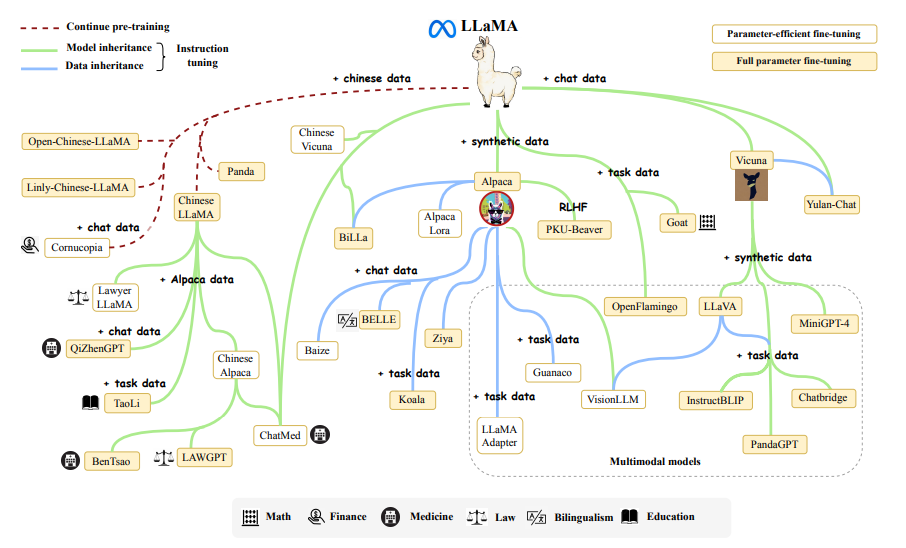 LLaMA
Continue pre-training
Model inheritance
Data inheritance
Instruction
tuning
Parameter-efficient fine-tuning
Full parameter fine-tuning
+ chinese data
+ chat data
+ synthetic data
+ task data
Open-Chinese-LLaMA
Linly-Chinese-LLaMA
Panda
Chinese
LLaMA
+ chat data
Cornucopia
Chinese
Vicuna
Alpaca
Vicuna
BiLLa
Alpaca
Lora
RLHF
PKU-Beaver
Goat
Yulan-Chat
+ Alpaca data
Lawyer
LLaMA
+ chat data
QiZhenGPT
+ task data
TaoLi
Chinese
Alpaca
BenTsao
LAWGPT
ChatMed
+ chat data
BELLE
Baize
Ziya
+ task data
Koala
+ synthetic data
OpenFlamingo
LLaVA
MiniGPT-4
+ task data
Guanaco
+ task data
VisionLLM
InstructBLIP
Chatbridge
+ task data
LLaMA
Adapter
PandaGPT
Multimodal models
Math
Finance
Medicine
Law
Bilingualism
Education